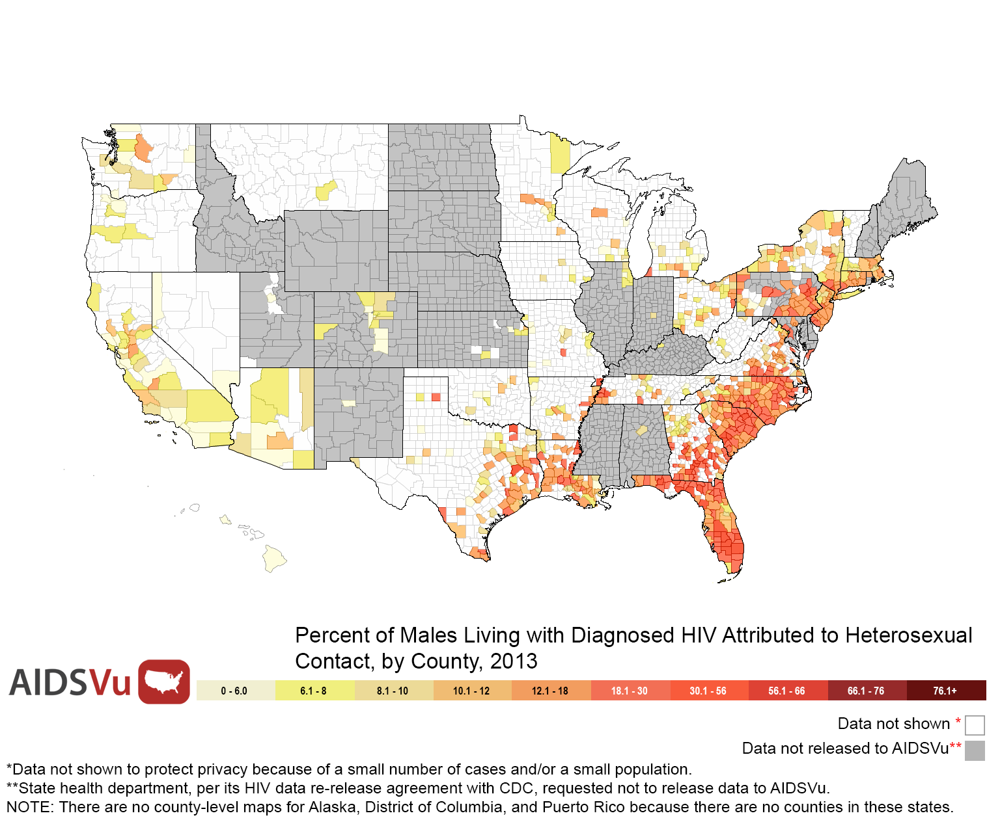 Percent of Males Living with Diagnosed HIV Attributed to Heterosexual
Contact, by County, 2013
AIDSVu
0 - 6.0 6.1 - 8 8.1 - 10 10.1 - 12 12.1 - 18 18.1 - 30 30.1 - 56 56.1 - 66 66.1 - 76 76.1+
Data not shown *
Data not released to AIDSVu**
*Data not shown to protect privacy because of a small number of cases and/or a small population.
**State health department, per its HIV data re-release agreement with CDC, requested not to release data to AIDSVu.
NOTE: There are no county-level maps for Alaska, District of Columbia, and Puerto Rico because there are no counties in these states.